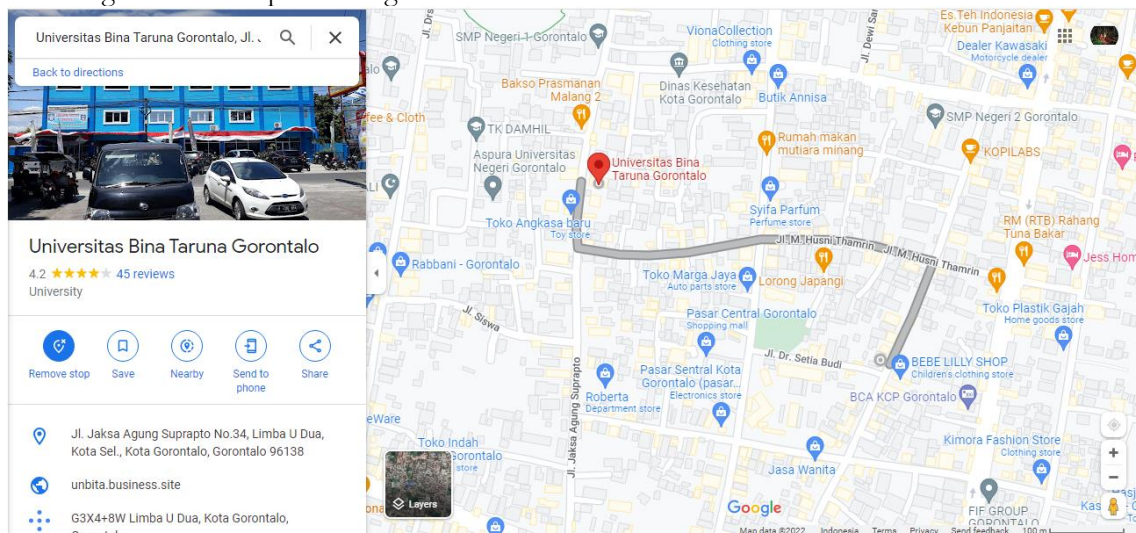 Universitas Bina Taruna Gorontalo, Jl. J
Back to directions
Universitas Bina Taruna Gorontalo
4.2 ★★★★★ 45 reviews
University
Remove stop
Save
Nearby
Send to
phone
Share
Jl. Jaksa Agung Suprapto No.34, Limba U Dua,
Kota Sel., Kota Gorontalo, Gorontalo 96138
unbita.business.site
G3X4+8W Limba U Dua, Kota Gorontalo,
SMP Negeri 1 Gorontalo
VionaCollection
Clothing store
Jl. Dewi Sar
Es.Teh Indonesia
Kebun Panjaitan
Dealer Kawasaki
Motorcycle dealer
Bakso Prasmanan
Malang 2
Dinas Kesehatan
Kota Gorontalo
Butik Annisa
fee & Cloth
TK DAMHIL
SMP Negeri 2 Gorontalo
Rumah makan
mutiara minang
KOPILABS
Aspura Universitas
Negeri Gorontalo
Universitas Bina
Taruna Gorontalo
Toko Angkasa baru
Toy store
Syifa Parfum
Perfume store
RM (RTB) Rahang
Tuna Bakar
Jl. M. Husni Thamrin
Jl. M. Husni Thamrin
Rabbani - Gorontalo
Toko Marga Jaya
Auto parts store
Lorong Japangi
Jess Hom
Jl. Siswa
Pasar Central Gorontalo
Shopping mall
Toko Plastik Gajah
Home goods store
Jl. Dr. Setia Budi
Pasar Sentral Kota
Gorontalo (pasar...
Electronics store
BEBE LILLY SHOP
Children's clothing store
Roberta
Department store
BCA KCP Gorontalo
Jl. Jaksa Agung Suprapto
eWare
Toko Indah
Gorontalo
store
Kimora Fashion Store
Clothing store
Jasa Wanita
Layers
Google
FIF GROUP
GORONTALO
Map data ©2022 Indonesia Terms Privacy Send feedback 100 m